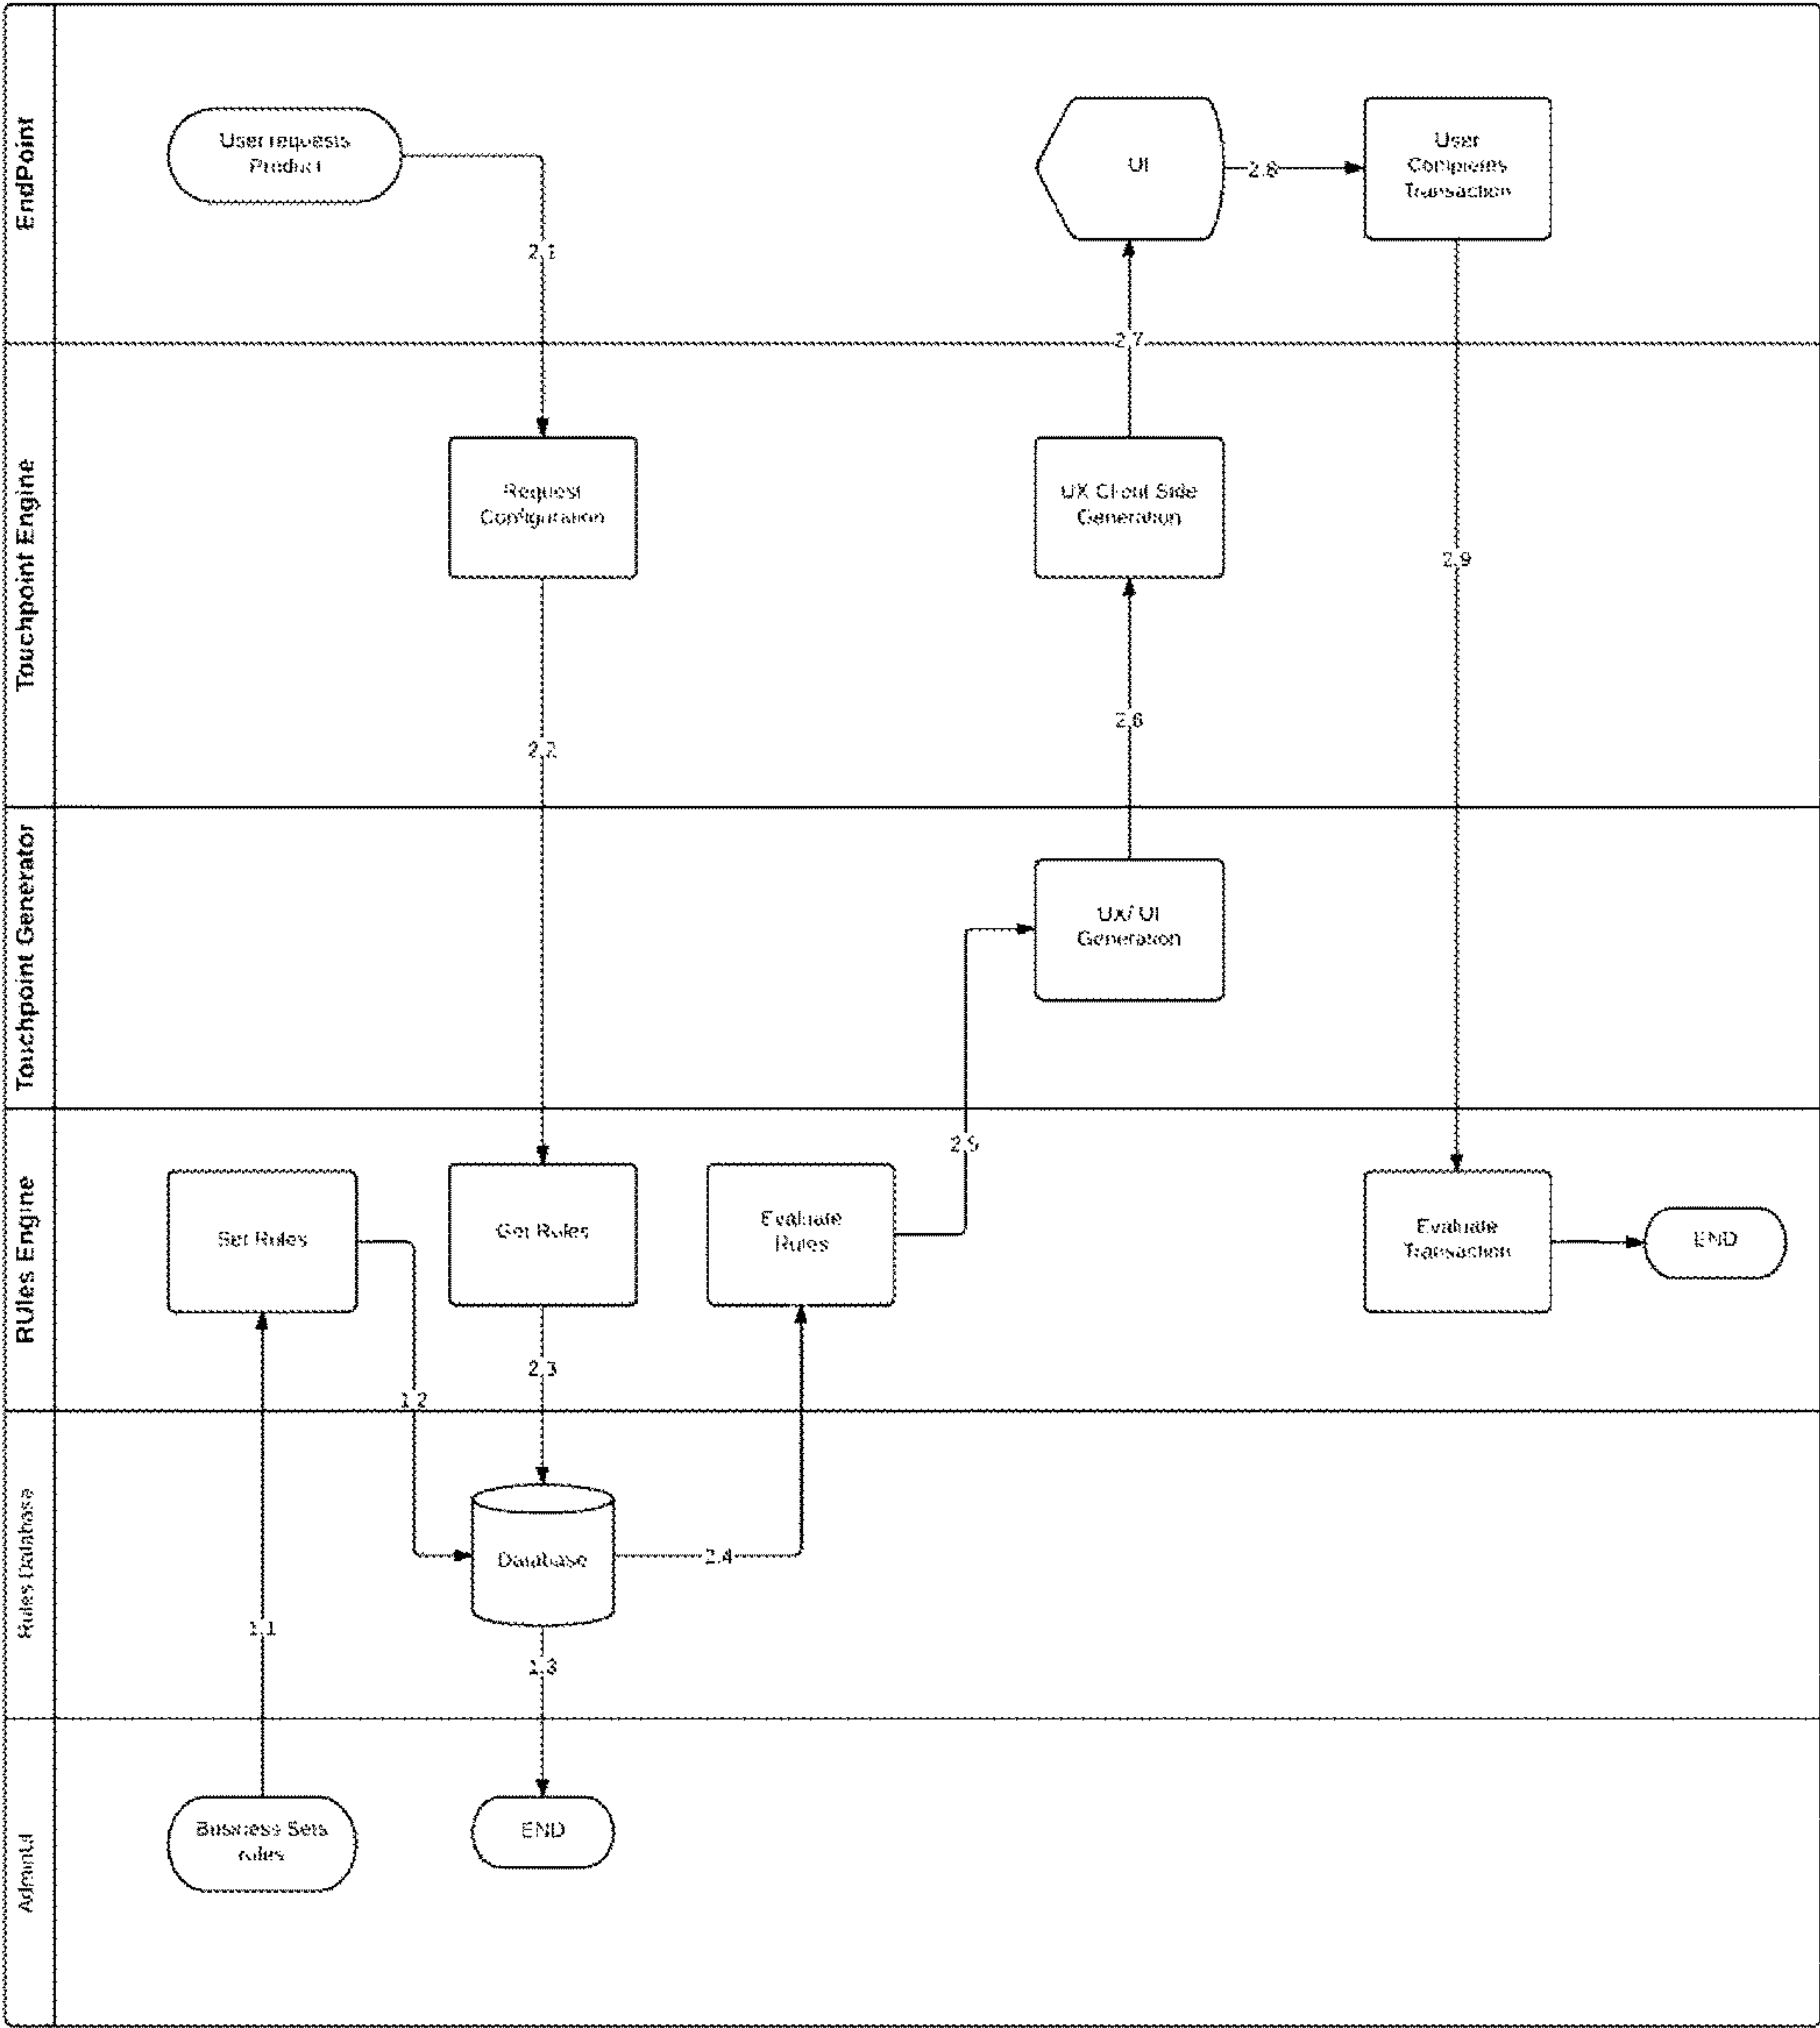 EndPoint
User requests
Product
UI
2.8
User
Completes
Transaction
2.1
2.7
Touchpoint Engine
Request
Configuration
UX Client Side
Generation
2.9
2.6
2.2
Touchpoint Generator
UX/ UI
Generation
RUles Engine
2.5
Set Rules
Get Rules
Evaluate
Rules
Evaluate
Transaction
END
2.3
1.2
Rules Database
Database
2.4
1.1
1.3
AdminUI
Business Sets
rules
END